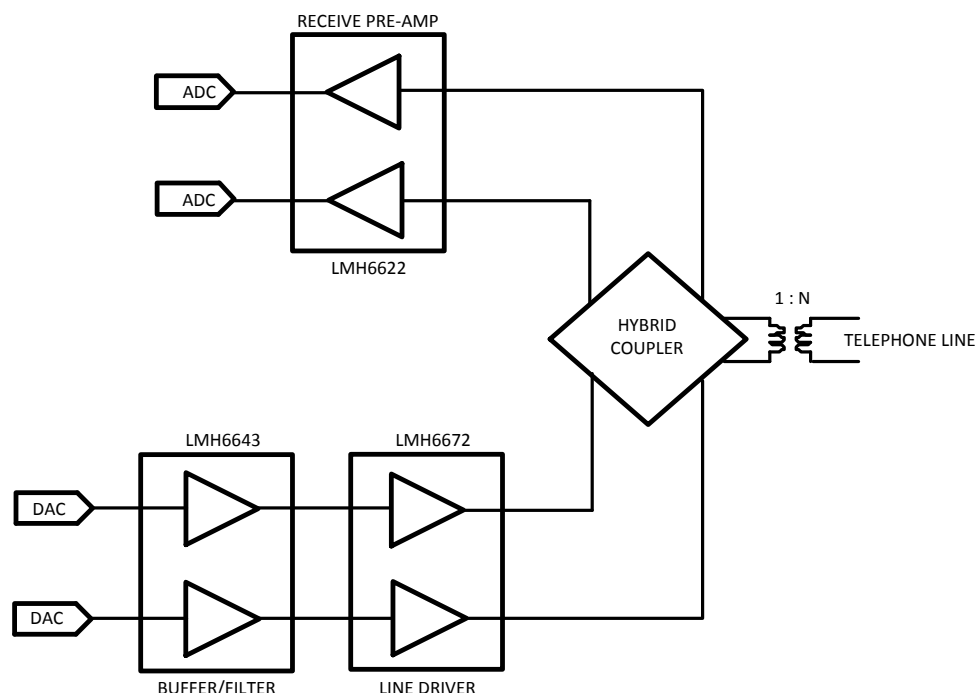 RECEIVE PRE-AMP
ADC
ADC
LMH6622
1 : N
HYBRID
COUPLER
TELEPHONE LINE
LMH6643
LMH6672
DAC
DAC
BUFFER/FILTER
LINE DRIVER